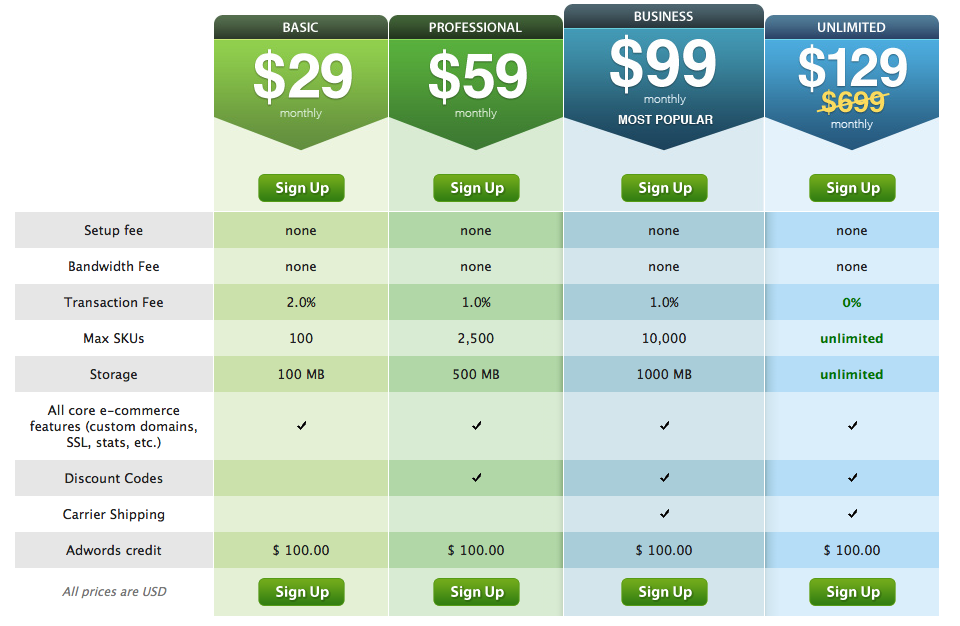 BASIC PROFESSIONAL BUSINESS UNLIMITED
$29 $59 $99 $129
$699
monthly monthly monthly monthly
MOST POPULAR
Sign Up Sign Up Sign Up Sign Up
Setup fee none none none none
Bandwidth Fee none none none none
Transaction Fee 2.0% 1.0% 1.0% 0%
Max SKUs 100 2,500 10,000 unlimited
Storage 100 MB 500 MB 1000 MB unlimited
All core e-commerce
features (custom domains,
SSL, stats, etc.) ✓ ✓ ✓ ✓
Discount Codes ✓ ✓ ✓
Carrier Shipping ✓ ✓
Adwords credit $ 100.00 $ 100.00 $ 100.00 $ 100.00
All prices are USD Sign Up Sign Up Sign Up Sign Up